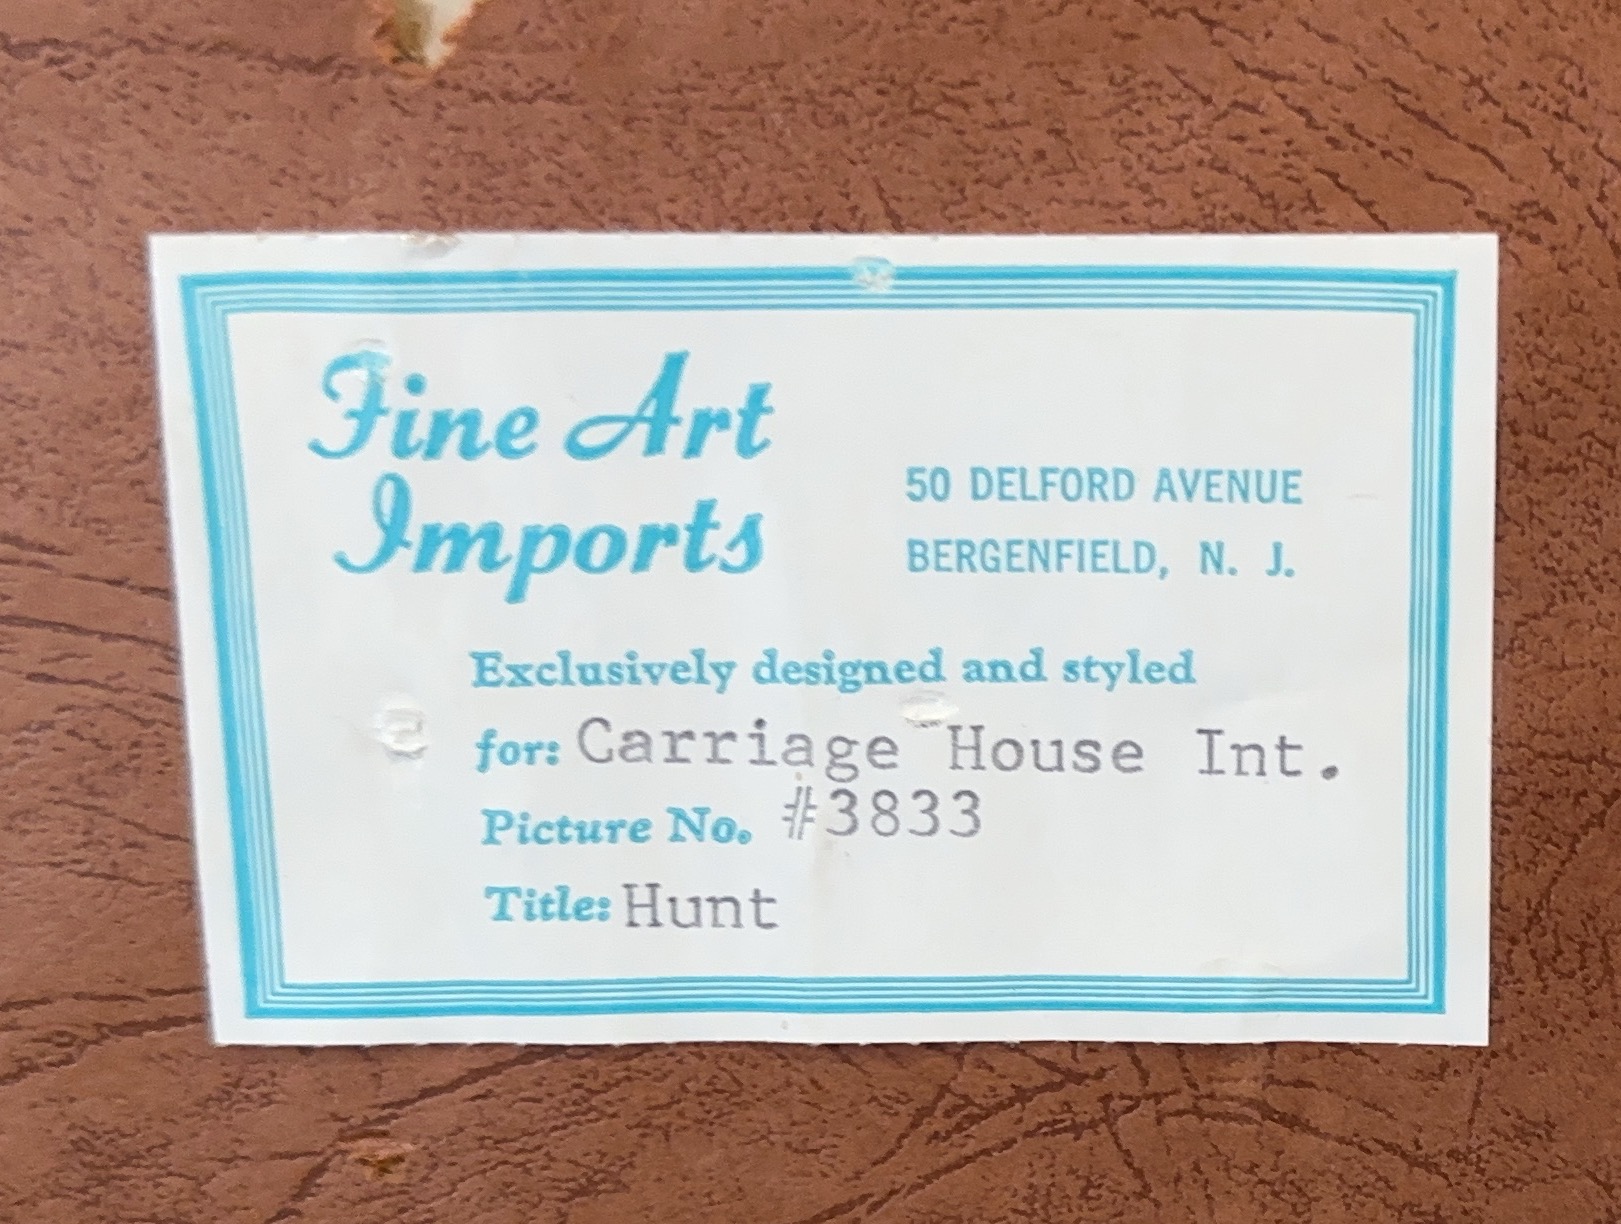 Fine Art
Imports
50 DELFORD AVENUE
BERGENFIELD, N. J.
Exclusively designed and styled
for: Carriage House Int.
Picture No. #3833
Title: Hunt